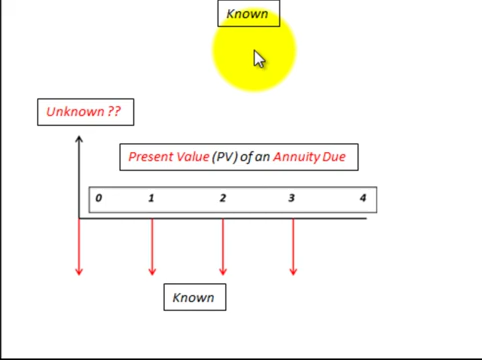 Known
Unknown ??
Present Value (PV) of an Annuity Due
0 1 2 3 4
Known